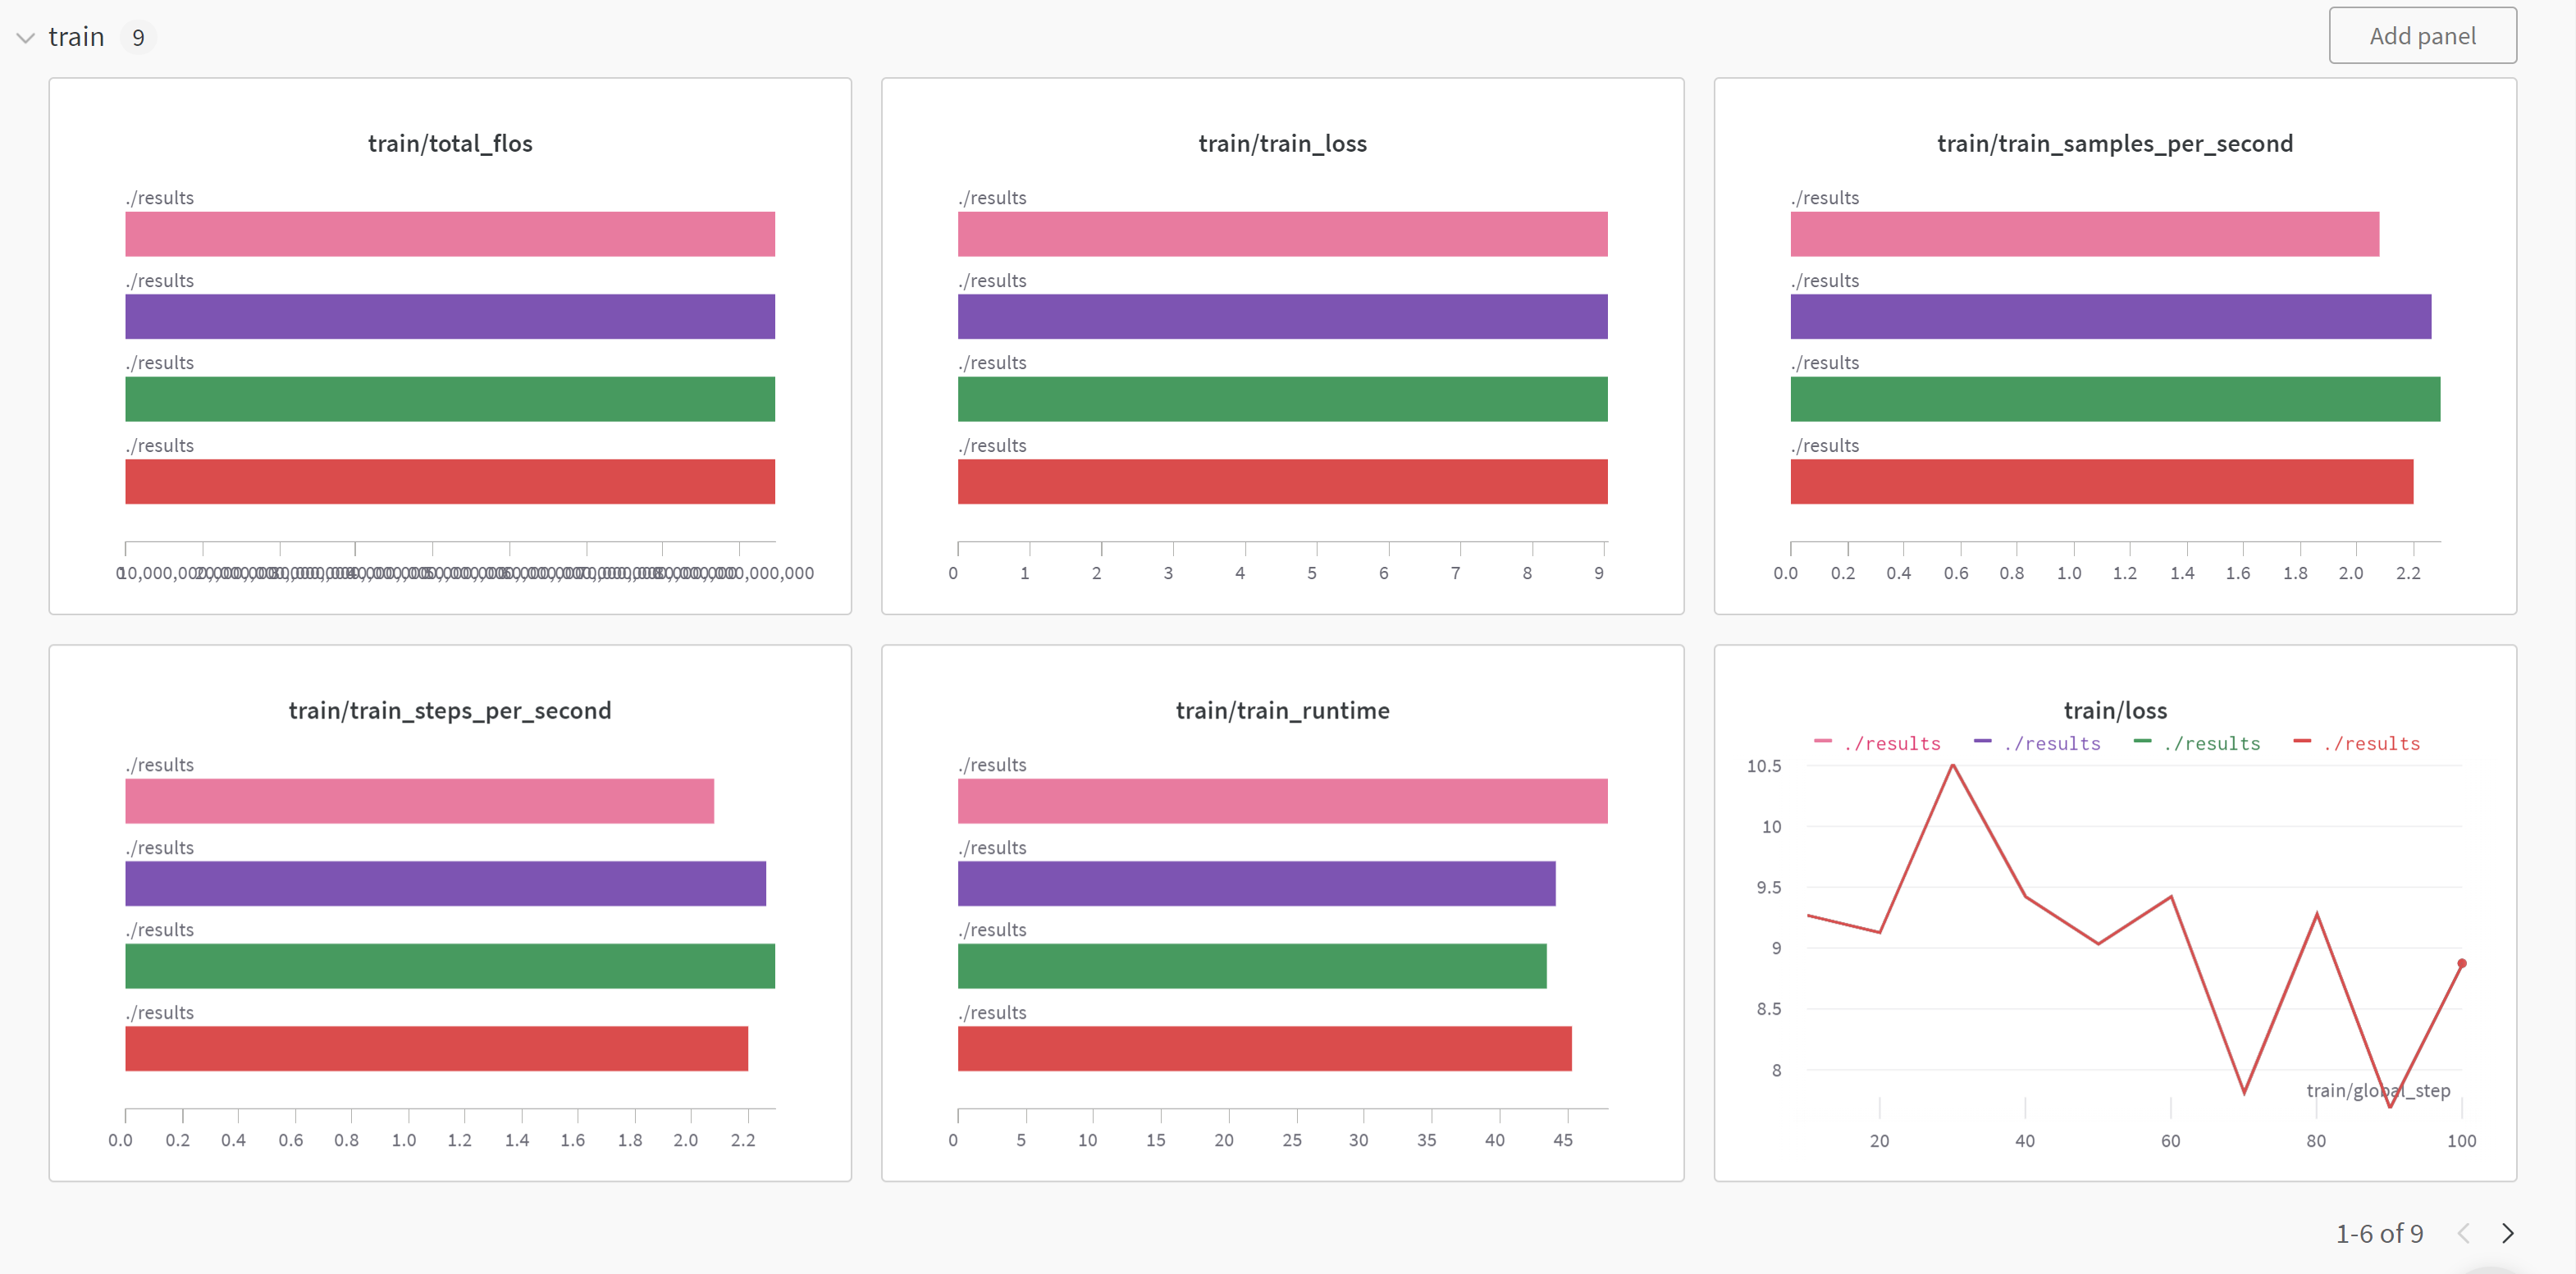 train 9
Add panel
train/total_flos
./results
./results
./results
./results
train/train_loss
./results
./results
./results
./results
0 1 2 3 4 5 6 7 8 9
train/train_samples_per_second
./results
./results
./results
./results
0.0 0.2 0.4 0.6 0.8 1.0 1.2 1.4 1.6 1.8 2.0 2.2
train/train_steps_per_second
./results
./results
./results
./results
0.0 0.2 0.4 0.6 0.8 1.0 1.2 1.4 1.6 1.8 2.0 2.2
train/train_runtime
./results
./results
./results
./results
0 5 10 15 20 25 30 35 40 45
train/loss
./results ./results ./results ./results
10.5
10
9.5
9
8.5
8
train/global_step
20 40 60 80 100
1-6 of 9